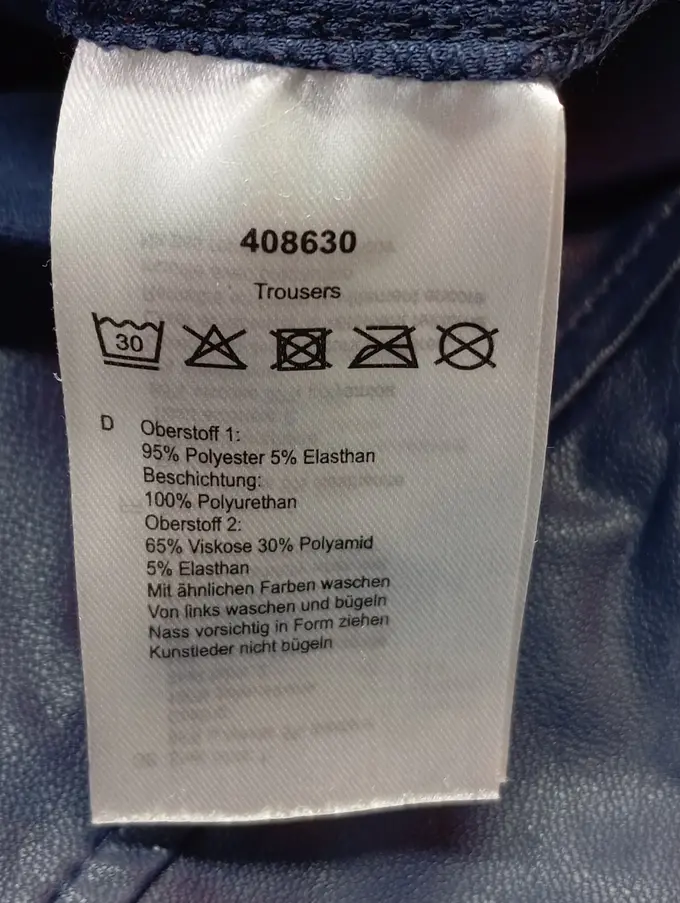 408630
Trousers
30
D Oberstoff 1:
95% Polyester 5% Elasthan
Beschichtung:
100% Polyurethan
Oberstoff 2:
65% Viskose 30% Polyamid
5% Elasthan
Mit ähnlichen Farben waschen
Von links waschen und bügeln
Nass vorsichtig in Form ziehen
Kunstlieder nicht bügeln